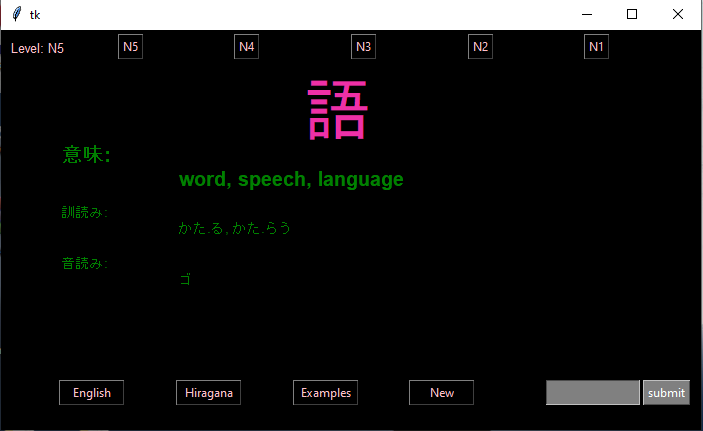 tk
Level: N5 N5 N4 N3 N2 N1
語
意味:
word, speech, language
訓読み:
かた.る,かた.らう
音読み:
ゴ
English Hiragana Examples New submit